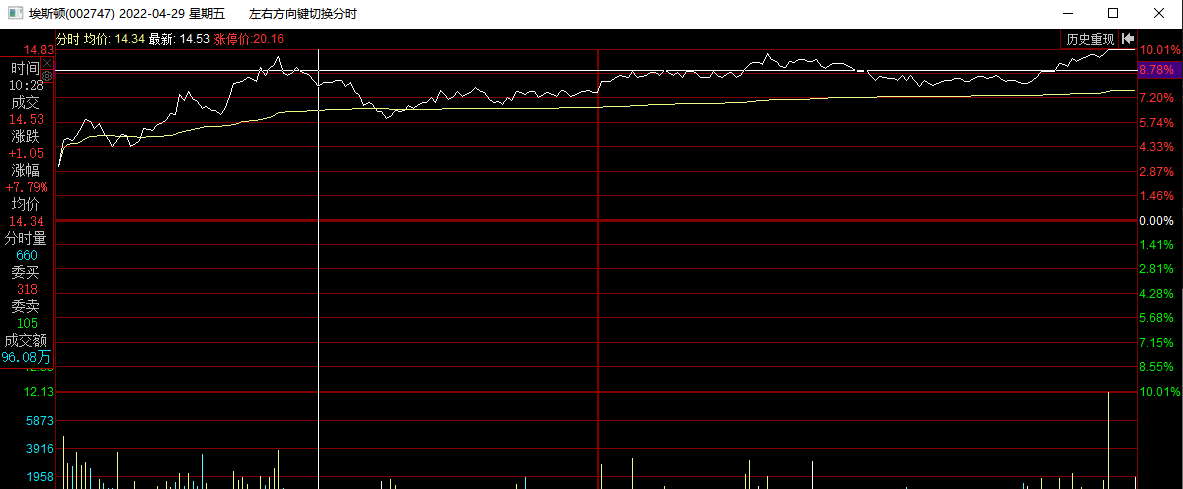 埃斯顿(002747) 2022-04-29 星期五 左右方向键切换分时
分时 均价: 14.34 最新: 14.53 涨停价:20.16
历史重现
14.83
时间
10:28
成交
14.53
涨跌
+1.05
涨幅
+7.79%
均价
14.34
分时量
660
委买
318
委卖
105
成交额
96.08万
12.13
5873
3916
1958
10.01%
8.78%
7.20%
5.74%
4.33%
2.87%
1.46%
0.00%
1.41%
2.81%
4.28%
5.68%
7.15%
8.55%
10.01%